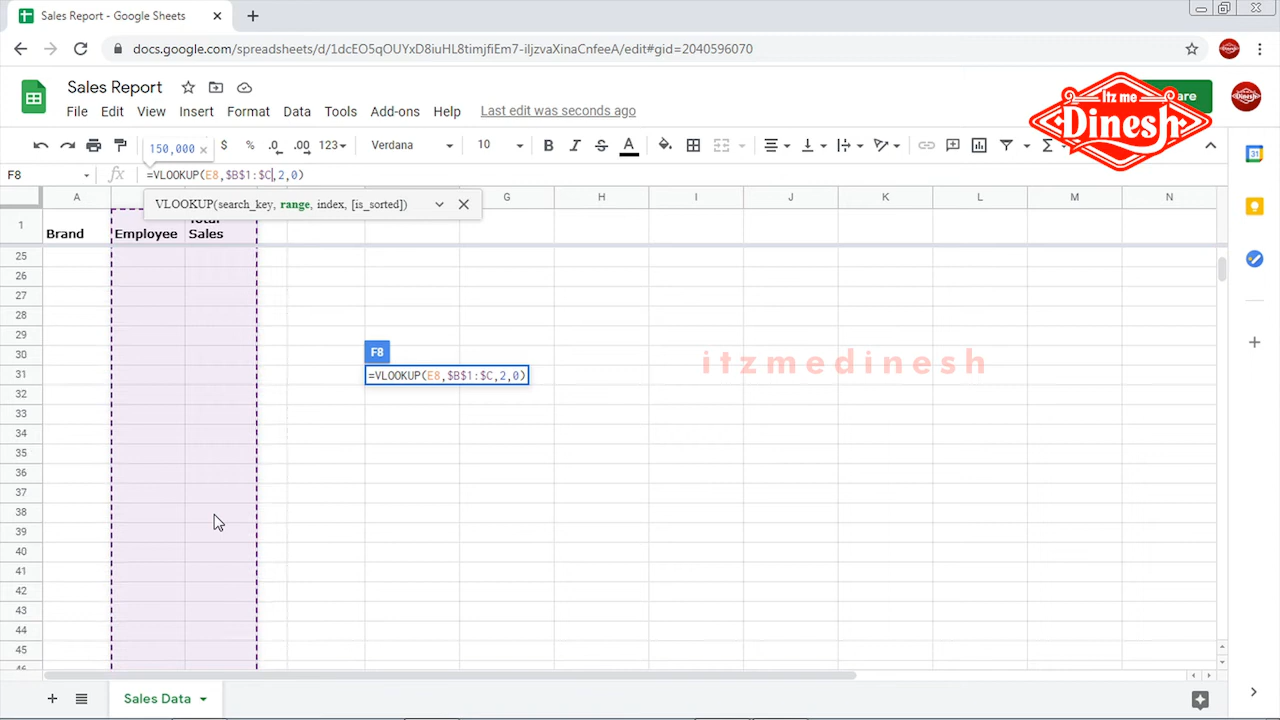 Sales Report - Google Sheets
docs.google.com/spreadsheets/d/1dcEO5qOUYxD8iuHL8timjfiEm7-iljzvaXinaCnfeeA/edit#gid=2040596070
Sales Report
File Edit View Insert Format Data Tools Add-ons Help Last edit was seconds ago
Itz me
Dinesh
are
150,000 × $ % .0 .00 123 Verdana 10 B I S A
F8 fx =VLOOKUP(E8,$B$1:$C,2,0)
VLOOKUP(search_key, range, index, [is_sorted])
A G H I J K L M N
1 Brand Employee Total
Sales
25
26
27
28
29
30 F8
31 =VLOOKUP(E8,$B$1:$C,2,0)
itzmedinesh
32
33
34
35
36
37
38
39
40
41
42
43
44
45
46
Sales Data
31